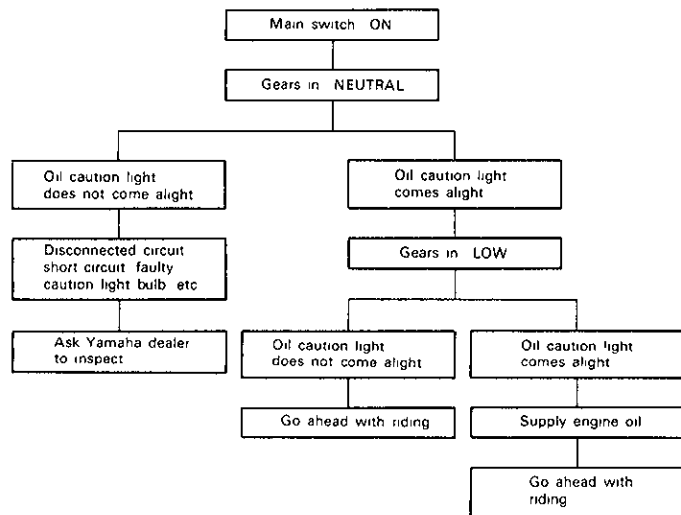 Main switch ON
Gears in NEUTRAL
Oil caution light
does not come alight
Oil caution light
comes alight
Disconnected circuit
short circuit faulty
caution light bulb etc
Gears in LOW
Ask Yamaha dealer
to inspect
Oil caution light
does not come alight
Oil caution light
comes alight
Go ahead with riding
Supply engine oil
Go ahead with
riding